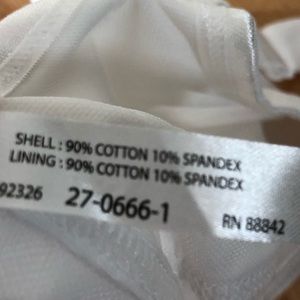 SHELL : 90% COTTON 10% SPANDEX
LINING : 90% COTTON 10% SPANDEX
92326 27-0666-1 RN 88842